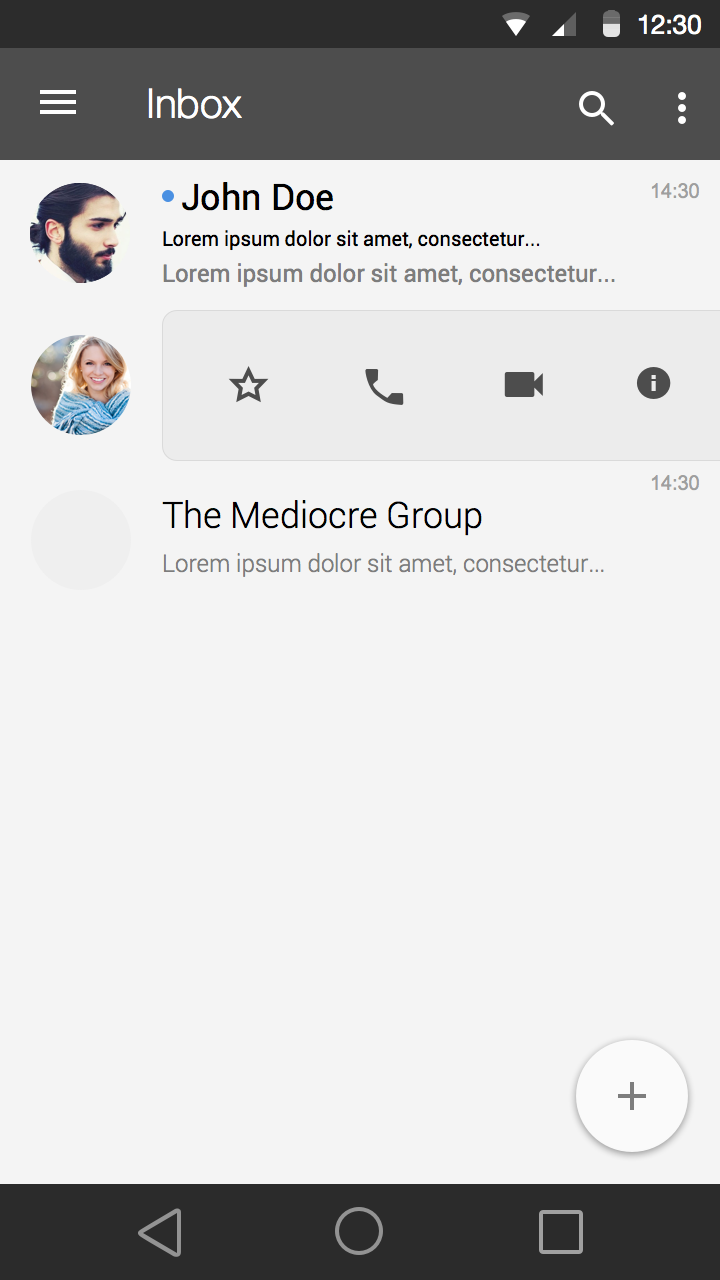 12:30
Inbox
John Doe
14:30
Lorem ipsum dolor sit amet, consectetur...
Lorem ipsum dolor sit amet, consectetur...
14:30
The Mediocre Group
Lorem ipsum dolor sit amet, consectetur...